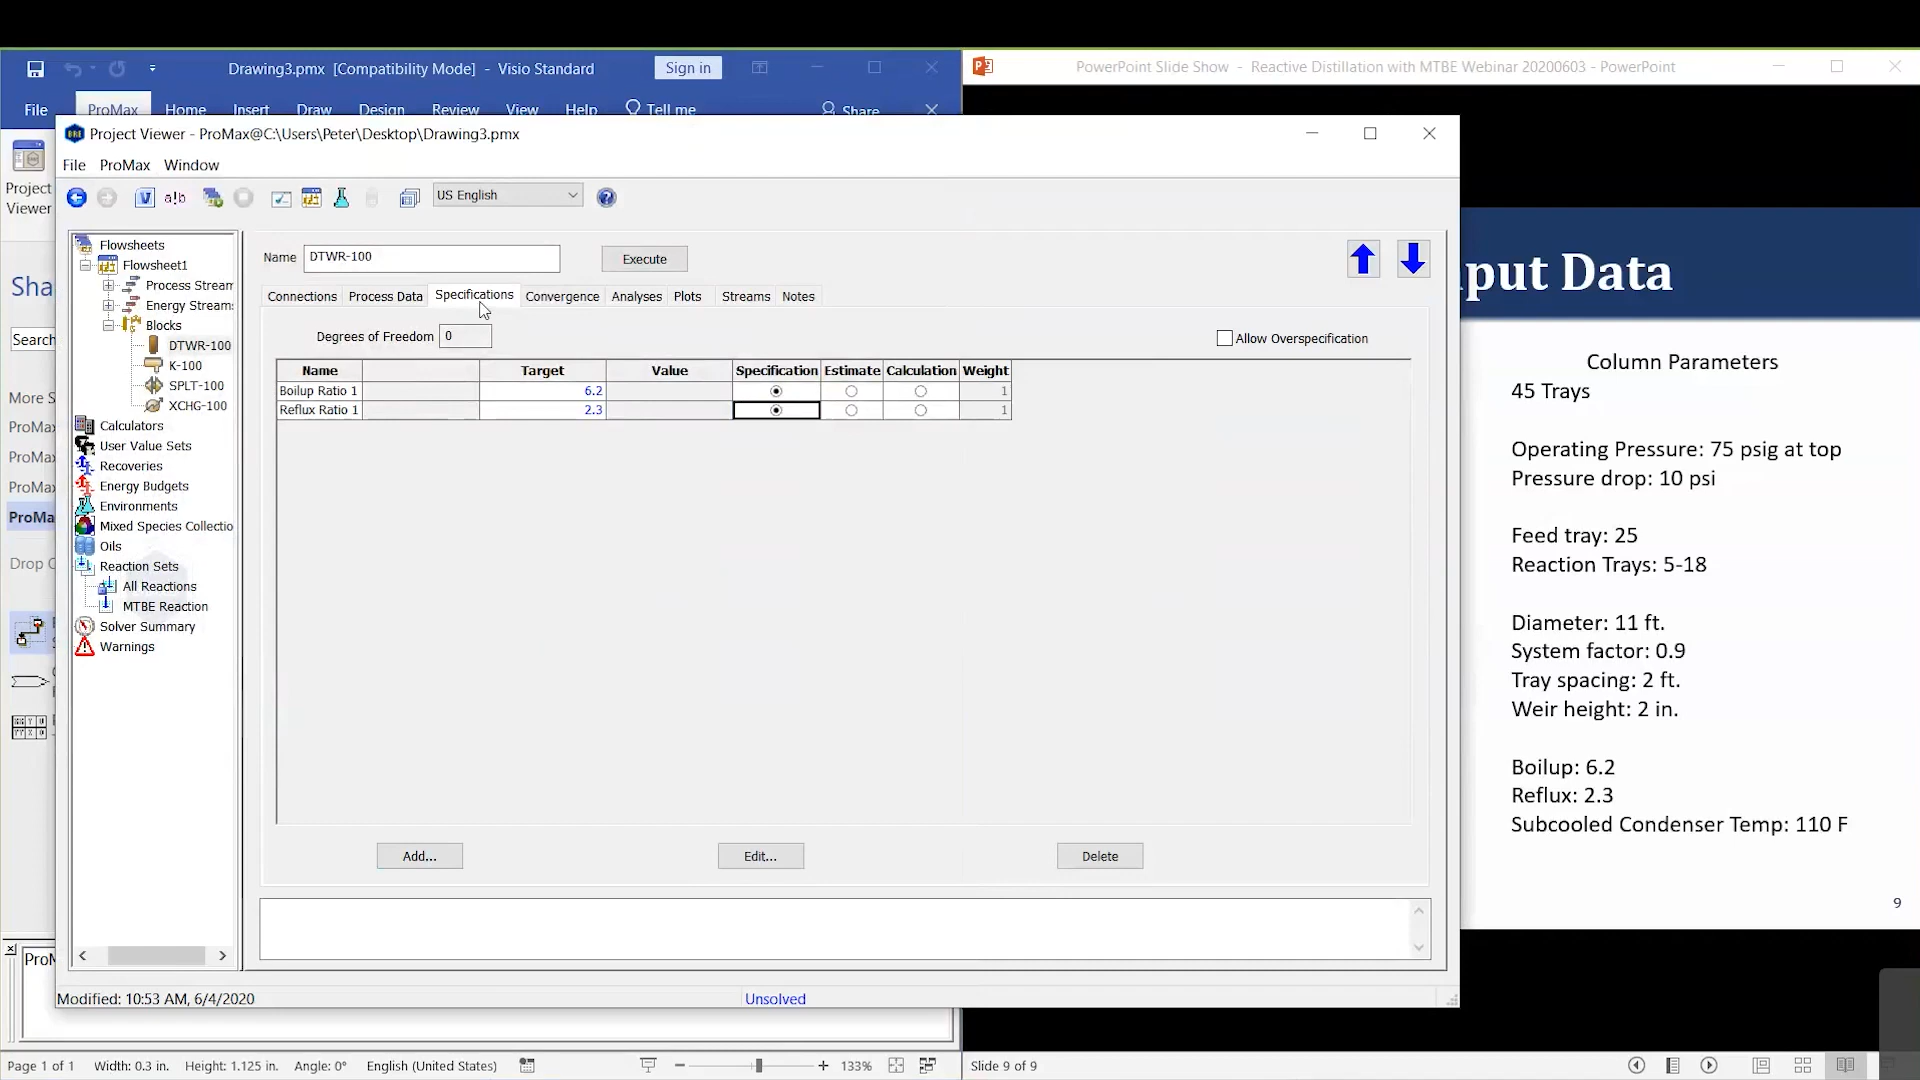 Drawing3.pmx [Compatibility Mode] - Visio Standard
Sign in
PowerPoint Slide Show - Reactive Distillation with MTBE Webinar 20200603 - PowerPoint
File ProMax Home Insert Draw Design Review View Help Tell me Share
Project Viewer - ProMax@C:\Users\Peter\Desktop\Drawing3.pmx
File ProMax Window
Project
Viewer
a!b
US English
Flowsheets
Flowsheet1
Process Stream
Energy Stream
Blocks
DTWR-100
K-100
SPLT-100
XCHG-100
Calculators
User Value Sets
Recoveries
Energy Budgets
Environments
Mixed Species Collectio
Oils
Reaction Sets
All Reactions
MTBE Reaction
Solver Summary
Warnings
Name DTWR-100 Execute
Connections Process Data Specifications Convergence Analyses Plots Streams Notes
Degrees of Freedom 0
Allow Overspecification
Name Target Value Specification Estimate Calculation Weight
Boilup Ratio 1 6.2 1
Reflux Ratio 1 2.3 1
Add... Edit... Delete
Modified: 10:53 AM, 6/4/2020
Unsolved
Sha
Search
More S
ProMa
ProMa
ProMa
ProMa
Drop C
ProM
put Data
Column Parameters
45 Trays
Operating Pressure: 75 psig at top
Pressure drop: 10 psi
Feed tray: 25
Reaction Trays: 5-18
Diameter: 11 ft.
System factor: 0.9
Tray spacing: 2 ft.
Weir height: 2 in.
Boilup: 6.2
Reflux: 2.3
Subcooled Condenser Temp: 110 F
9
Page 1 of 1 Width: 0.3 in. Height: 1.125 in. Angle: 0° English (United States) 133%
Slide 9 of 9